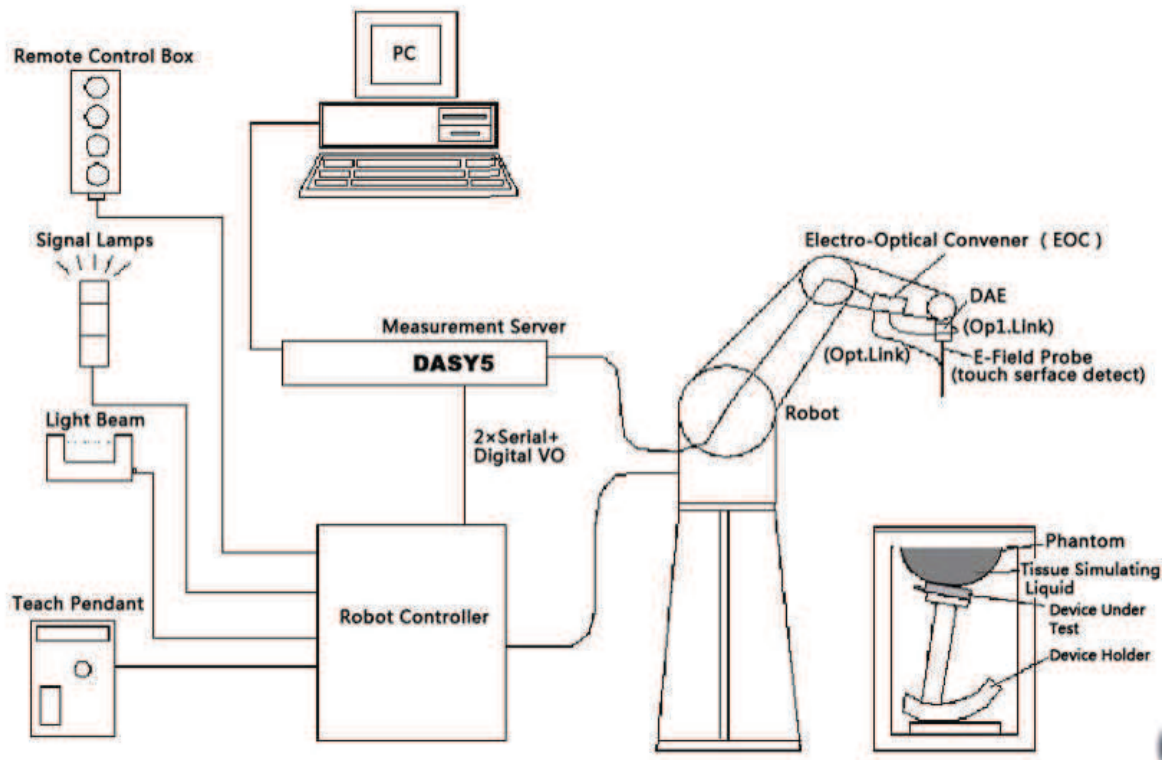 Remote Control Box
PC
Signal Lamps
Electro-Optical Convener ( EOC )
DAE
(Op1.Link)
Measurement Server
DASY5
(Opt.Link)
E-Field Probe
(touch serface detect)
Light Beam
Robot
2×Serial+
Digital VO
Phantom
Tissue Simulating
Liquid
Teach Pendant
Robot Controller
Device Under
Test
Device Holder